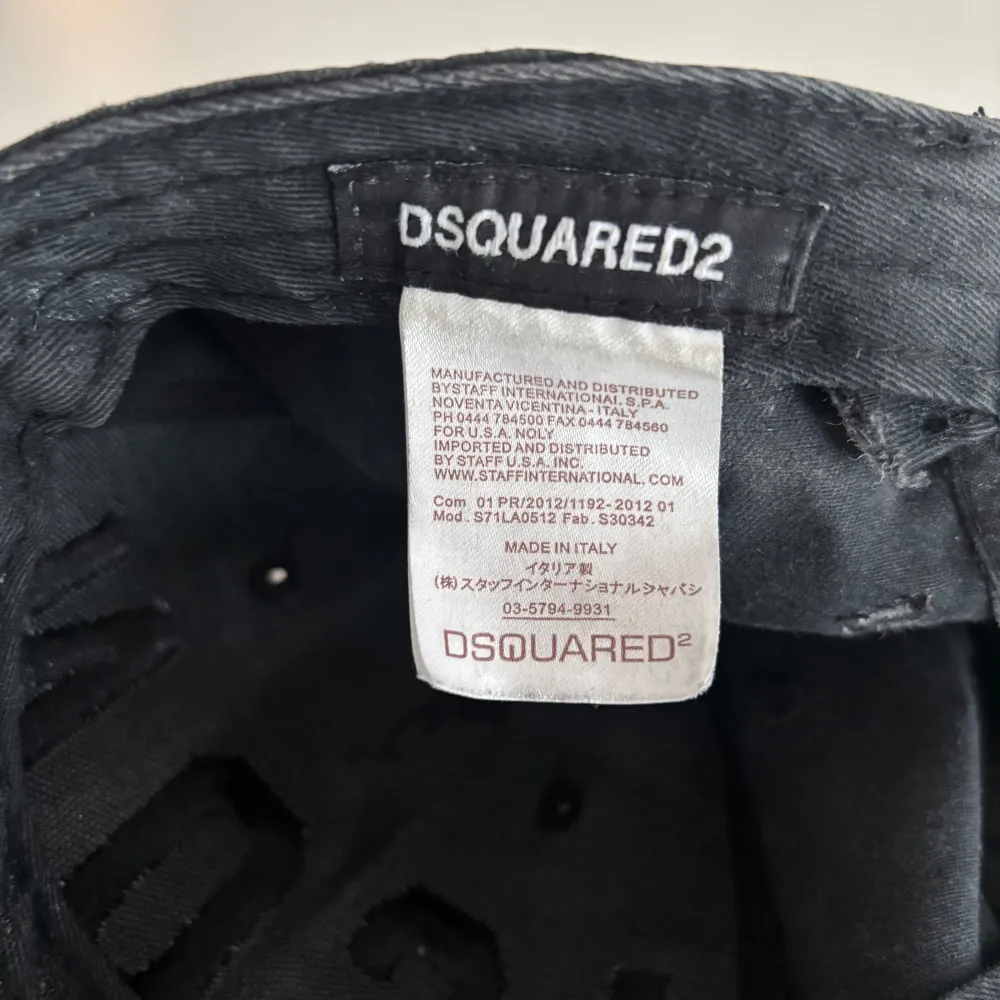 DSQUARED2
MANUFACTURED AND DISTRIBUTED
BYSTAFF INTERNATIONAL. S.P.A.
NOVENTA VICENTINA - ITALY
PH 0444 784500 FAX 0444 784560
FOR U.S.A. NOLY
IMPORTED AND DISTRIBUTED
BY STAFF U.S.A. INC.
WWW.STAFFINTERNATIONAL.COM
Com 01 PR/2012/1192-2012 01
Mod. S71LA0512 Fab. S30342
MADE IN ITALY
イタリア製
(株)スタッフインターナショナルシャバシ
03-5794-9931
DSQUARED²